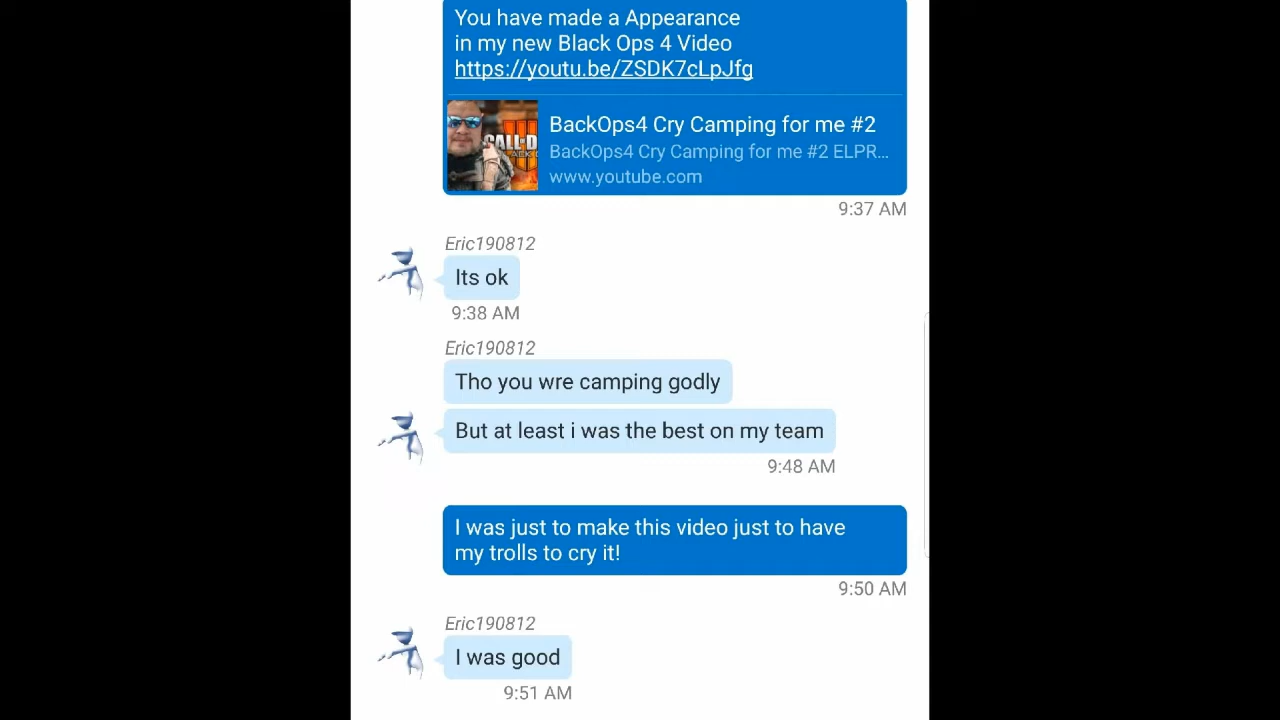 You have made a Appearance
in my new Black Ops 4 Video
https://youtu.be/ZSDK7cLpJfg
BackOps4 Cry Camping for me #2
BackOps4 Cry Camping for me #2 ELPR...
www.youtube.com
9:37 AM
Eric190812
Its ok
9:38 AM
Eric190812
Tho you wre camping godly
But at least i was the best on my team
9:48 AM
I was just to make this video just to have
my trolls to cry it!
9:50 AM
Eric190812
I was good
9:51 AM